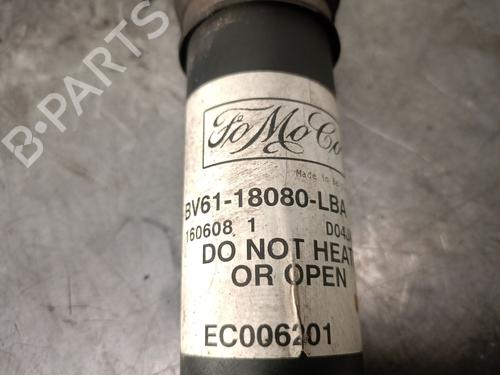 B-PARTS
FoMoCo
Made in
BV61-18080-LBA
160608 1
DO NOT HEAT
OR OPEN
EC006201